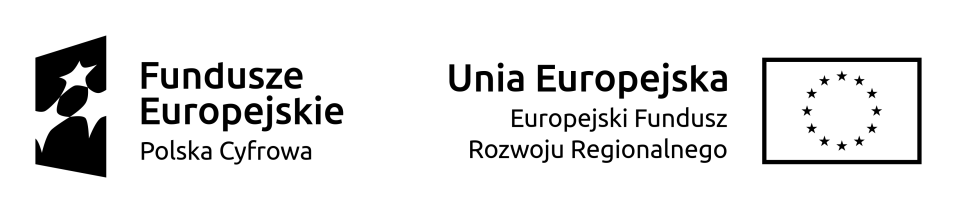 Fundusze
Europejskie
Polska Cyfrowa
Unia Europejska
Europejski Fundusz
Rozwoju Regionalnego